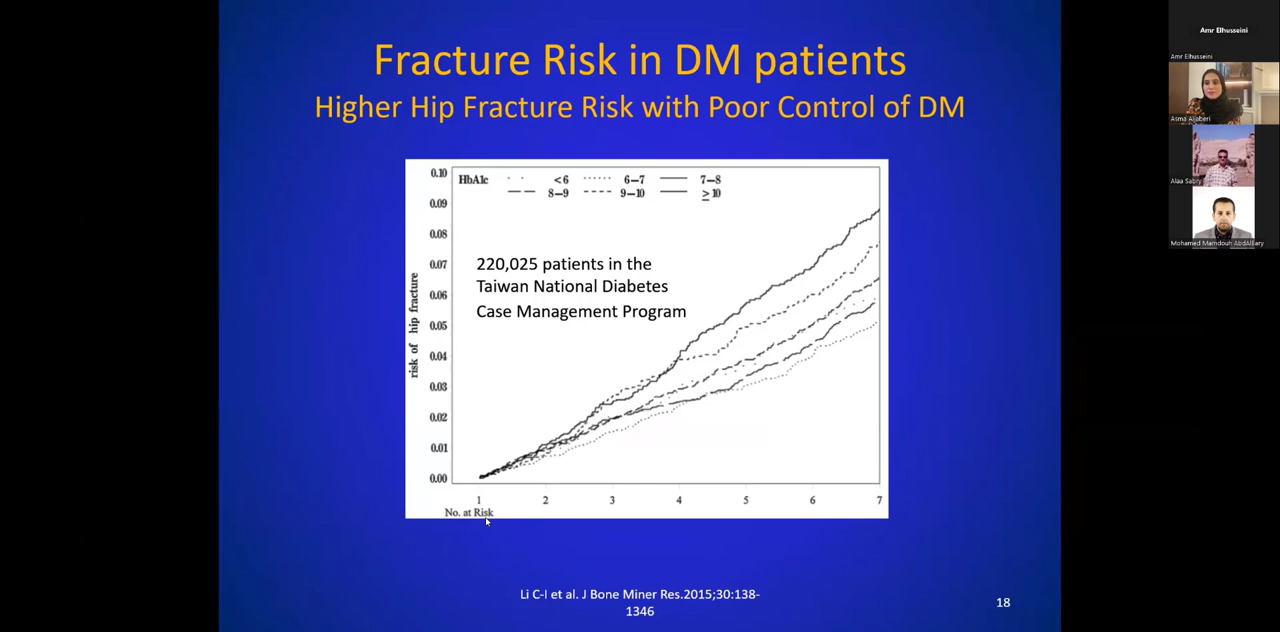 Fracture Risk in DM patients
Higher Hip Fracture Risk with Poor Control of DM
HbA1c <6 6–7 7–8
8–9 9–10 ≥10
220,025 patients in the
Taiwan National Diabetes
Case Management Program
risk of hip fracture
0.10
0.09
0.08
0.07
0.06
0.05
0.04
0.03
0.02
0.01
0.00
1 2 3 4 5 6 7
No. at Risk
Li C-I et al. J Bone Miner Res.2015;30:138-
1346
18
Amr Elhusseini
Amr Elhusseini
Asma Aljaberi
Alaa Sabry
Mohamed Mamdouh AbdAlbary